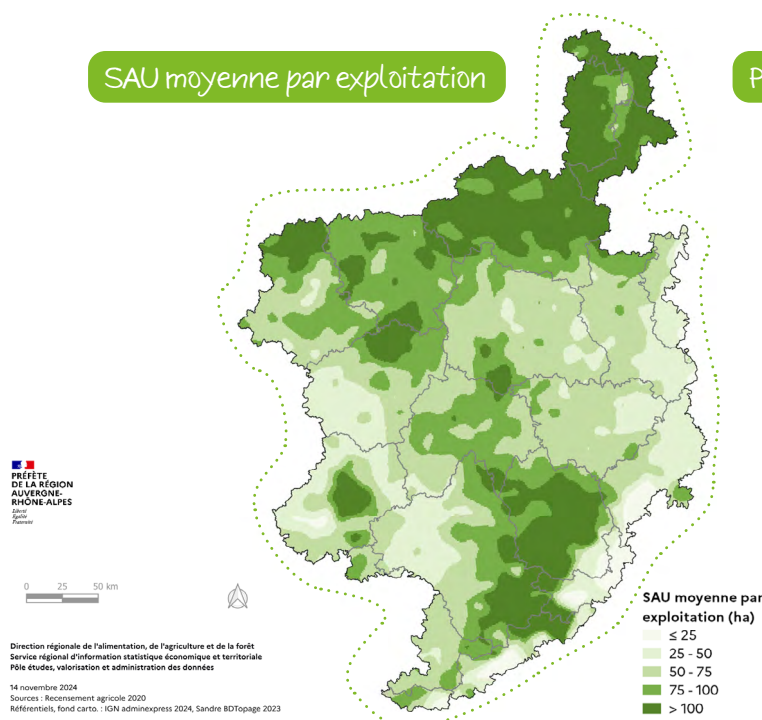 SAU moyenne par exploitation
P
PRÉFÈTE
DE LA RÉGION
AUVERGNE-
RHÔNE-ALPES
Liberté
Égalité
Fraternité
0 25 50 km
SAU moyenne par
exploitation (ha)
≤ 25
25 - 50
50 - 75
75 - 100
> 100
Direction régionale de l'alimentation, de l'agriculture et de la forêt
Service régional d'information statistique économique et territoriale
Pôle études, valorisation et administration des données
14 novembre 2024
Sources : Recensement agricole 2020
Référentiels, fond carto. : IGN adminexpress 2024, Sandre BDTopage 2023